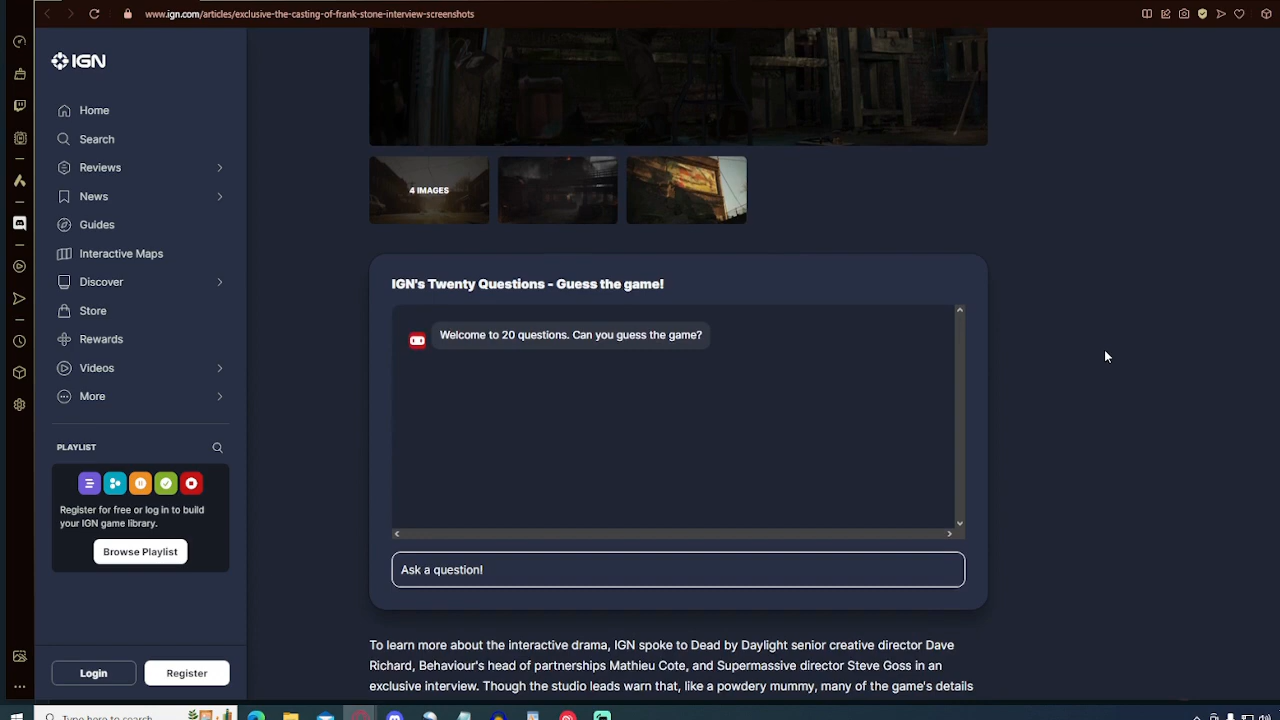 www.ign.com/articles/exclusive-the-casting-of-frank-stone-interview-screenshots
IGN
Home
Search
Reviews
News
Guides
Interactive Maps
Discover
Store
Rewards
Videos
More
PLAYLIST
Register for free or log in to build
your IGN game library.
Browse Playlist
Login
Register
4 IMAGES
IGN's Twenty Questions - Guess the game!
Welcome to 20 questions. Can you guess the game?
Ask a question!
To learn more about the interactive drama, IGN spoke to Dead by Daylight senior creative director Dave
Richard, Behaviour's head of partnerships Mathieu Cote, and Supermassive director Steve Goss in an
exclusive interview. Though the studio leads warn that, like a powdery mummy, many of the game's details
Type here to search